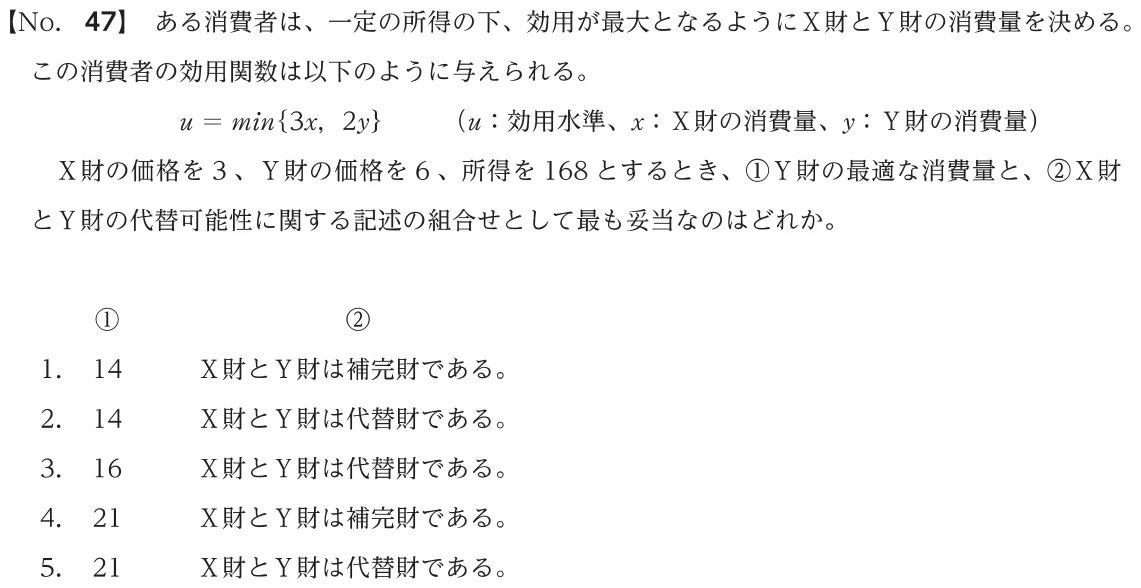 【No. 47】 ある消費者は、一定の所得の下、効用が最大となるようにX財とY財の消費量を決める。
この消費者の効用関数は以下のように与えられる。
u = min{3x, 2y} （u：効用水準、x：X財の消費量、y：Y財の消費量）
X財の価格を3、Y財の価格を6、所得を168とするとき、①Y財の最適な消費量と、②X財
とY財の代替可能性に関する記述の組合せとして最も妥当なのはどれか。
① ②
1. 14 X財とY財は補完財である。
2. 14 X財とY財は代替財である。
3. 16 X財とY財は代替財である。
4. 21 X財とY財は補完財である。
5. 21 X財とY財は代替財である。